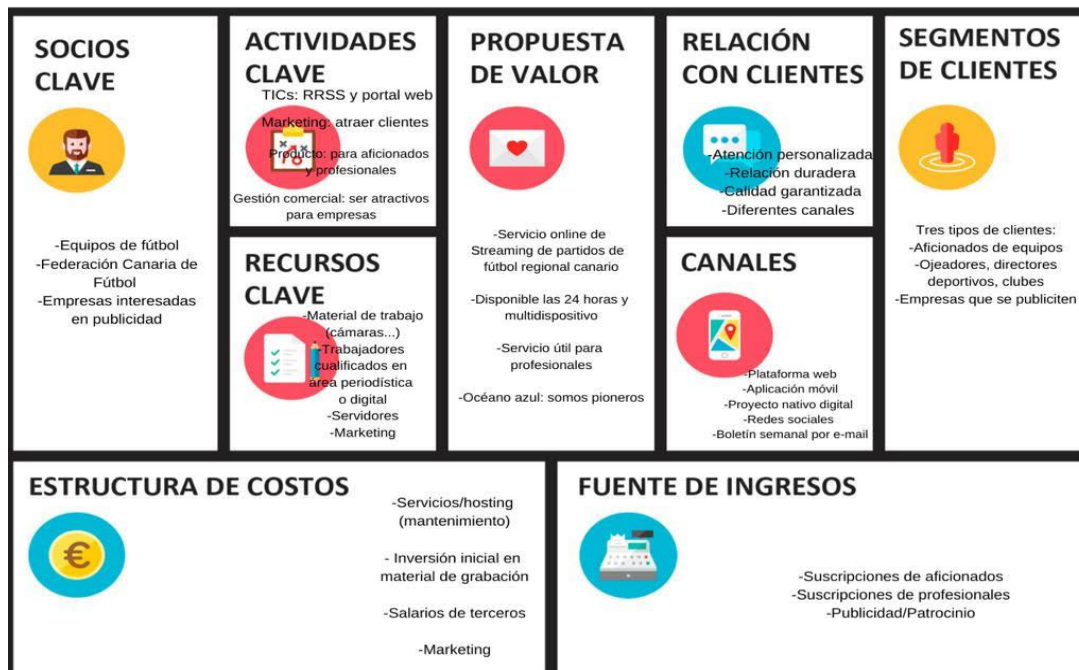 SOCIOS
CLAVE
-Equipos de fútbol
-Federación Canaria de
Fútbol
-Empresas interesadas
en publicidad
ACTIVIDADES
CLAVE
TICs: RRSS y portal web
Marketing: atraer clientes
Producto: para aficionados
y profesionales
Gestión comercial: ser atractivos
para empresas
RECURSOS
CLAVE
-Material de trabajo
(cámaras...)
-Trabajadores
cualificados en
área periodística
o digital
-Servidores
-Marketing
PROPUESTA
DE VALOR
-Servicio online de
Streaming de partidos de
fútbol regional canario
-Disponible las 24 horas y
multidispositivo
-Servicio útil para
profesionales
-Océano azul: somos pioneros
RELACIÓN
CON CLIENTES
-Atención personalizada
-Relación duradera
-Calidad garantizada
-Diferentes canales
CANALES
-Plataforma web
-Aplicación móvil
-Proyecto nativo digital
-Redes sociales
-Boletín semanal por e-mail
SEGMENTOS
DE CLIENTES
Tres tipos de clientes:
-Aficionados de equipos
-Ojeadores, directores
deportivos, clubes
-Empresas que se publiciten
ESTRUCTURA DE COSTOS
-Servicios/hosting
(mantenimiento)
- Inversión inicial en
material de grabación
-Salarios de terceros
-Marketing
FUENTE DE INGRESOS
-Suscripciones de aficionados
-Suscripciones de profesionales
-Publicidad/Patrocinio